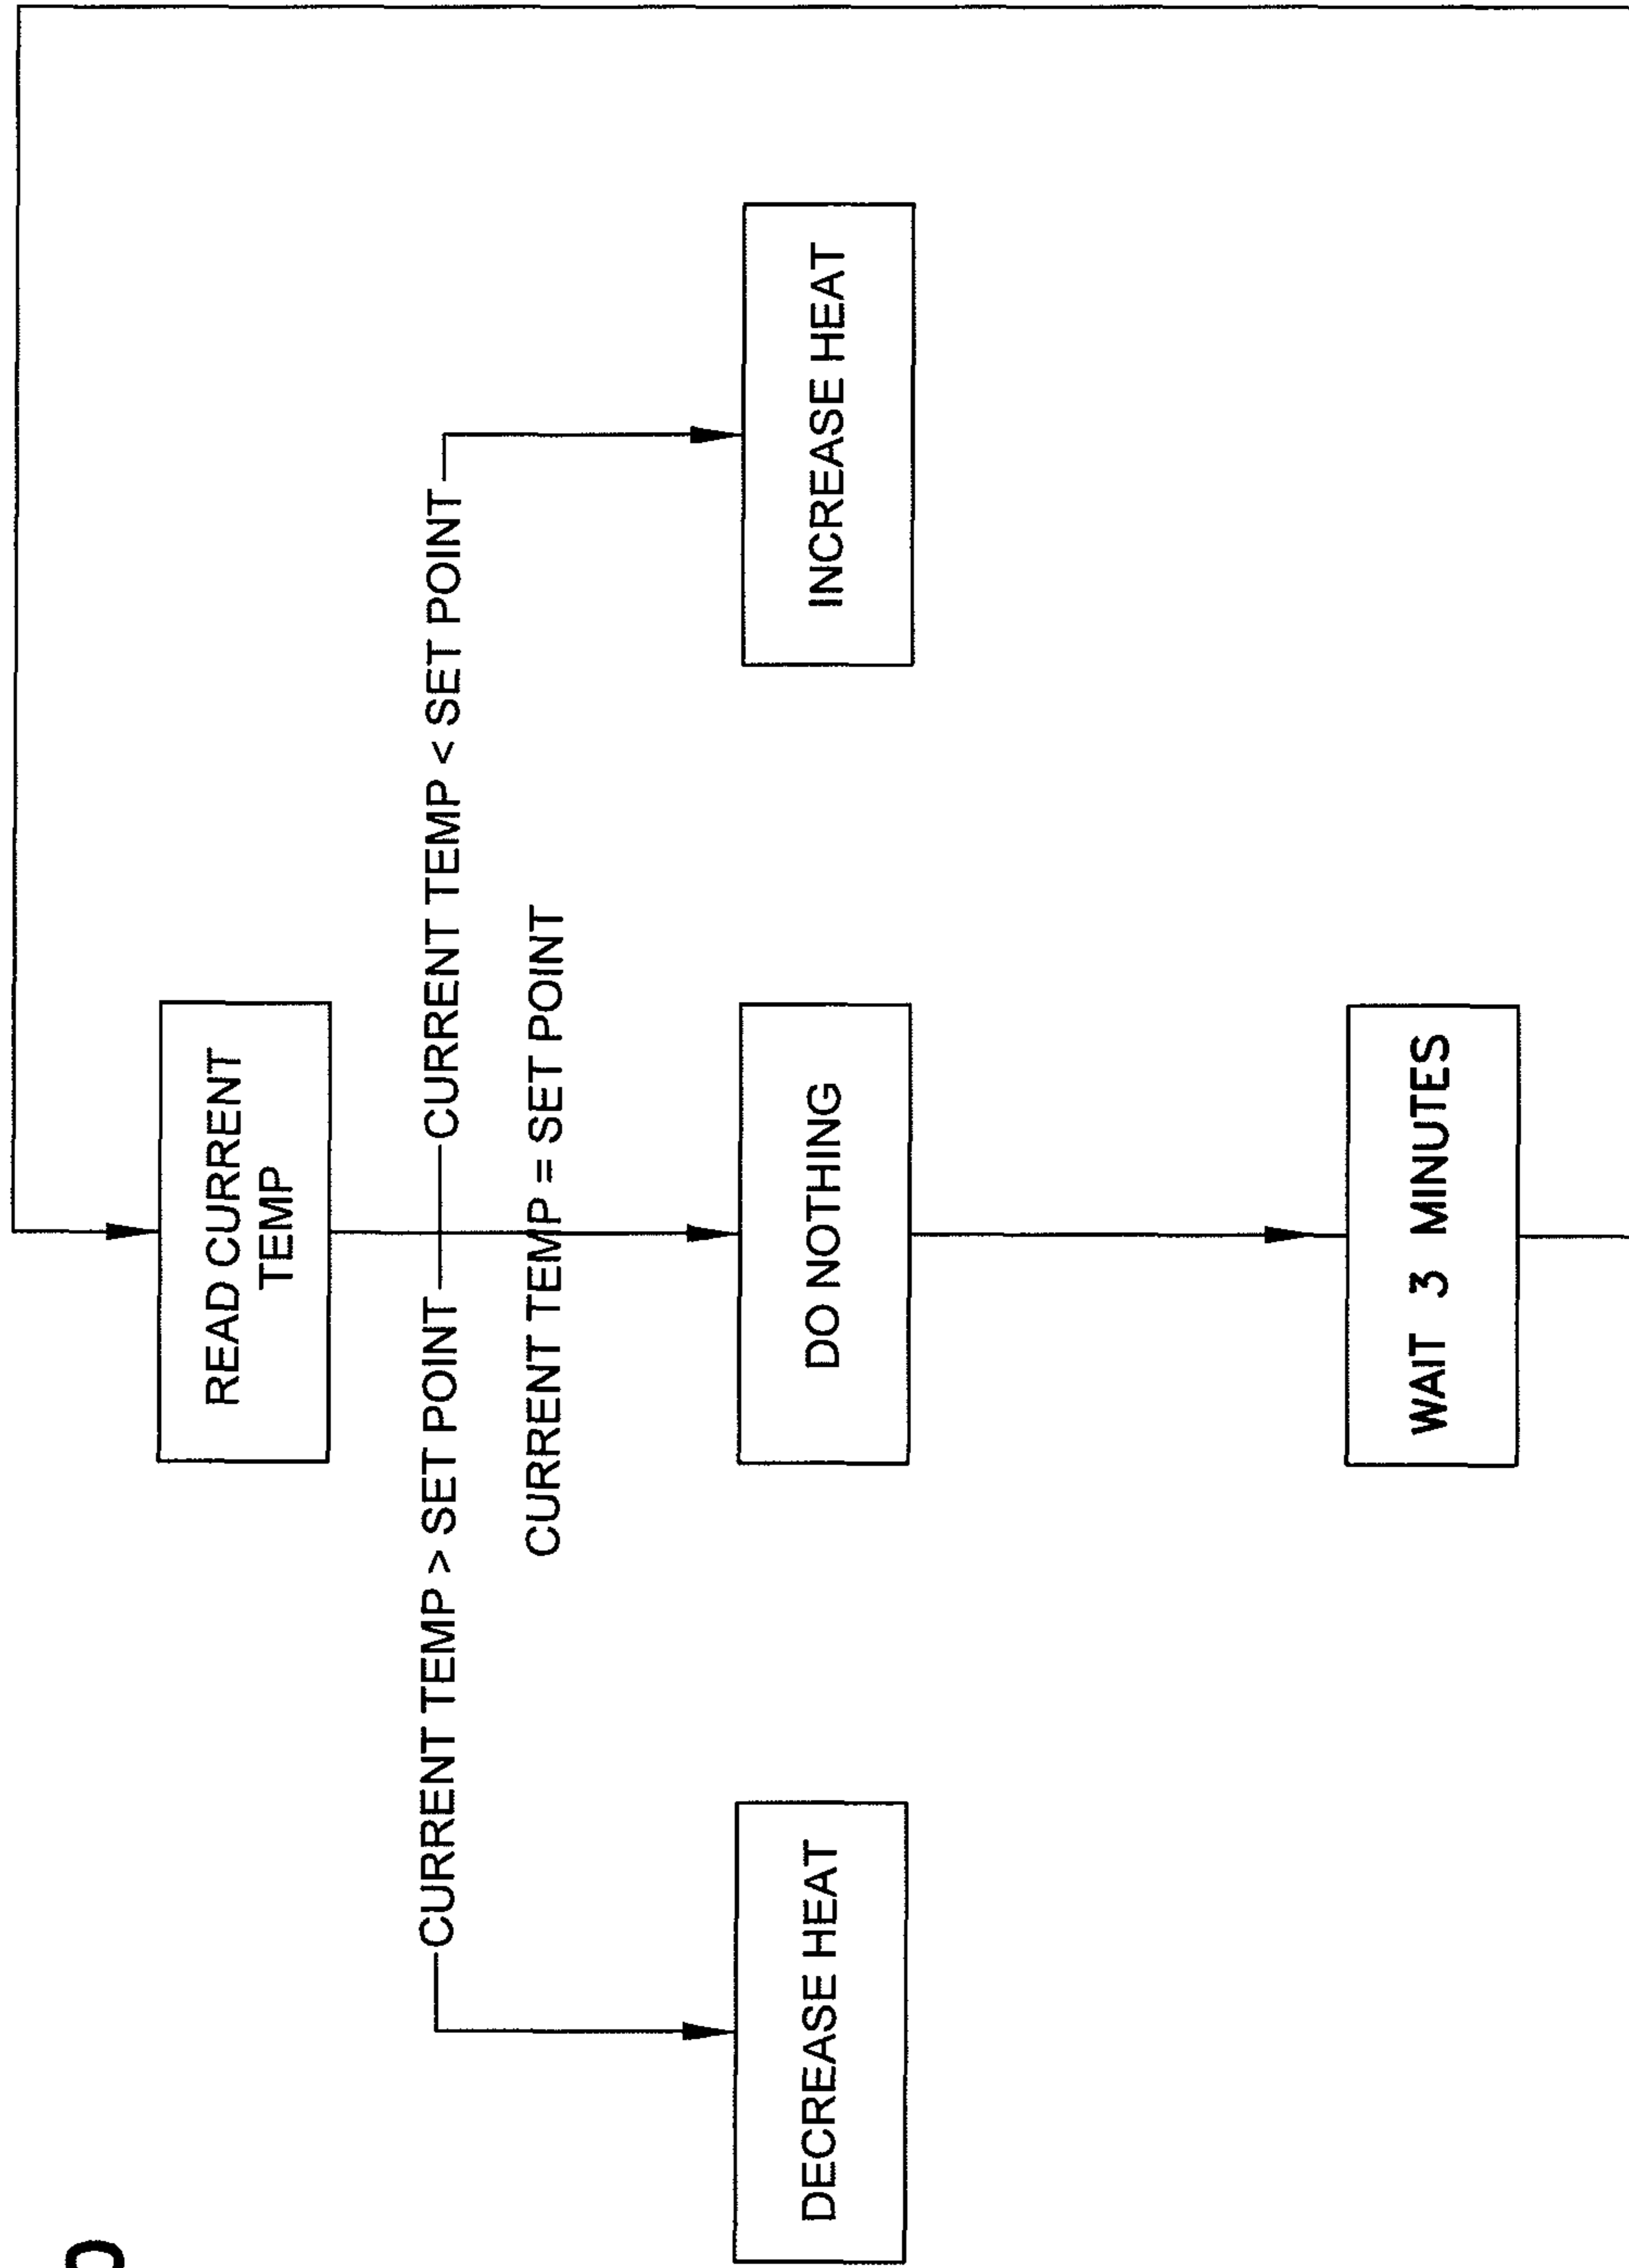 READ CURRENT
TEMP
CURRENT TEMP > SET POINT
CURRENT TEMP < SET POINT
CURRENT TEMP = SET POINT
DECREASE HEAT
DO NOTHING
INCREASE HEAT
WAIT 3 MINUTES